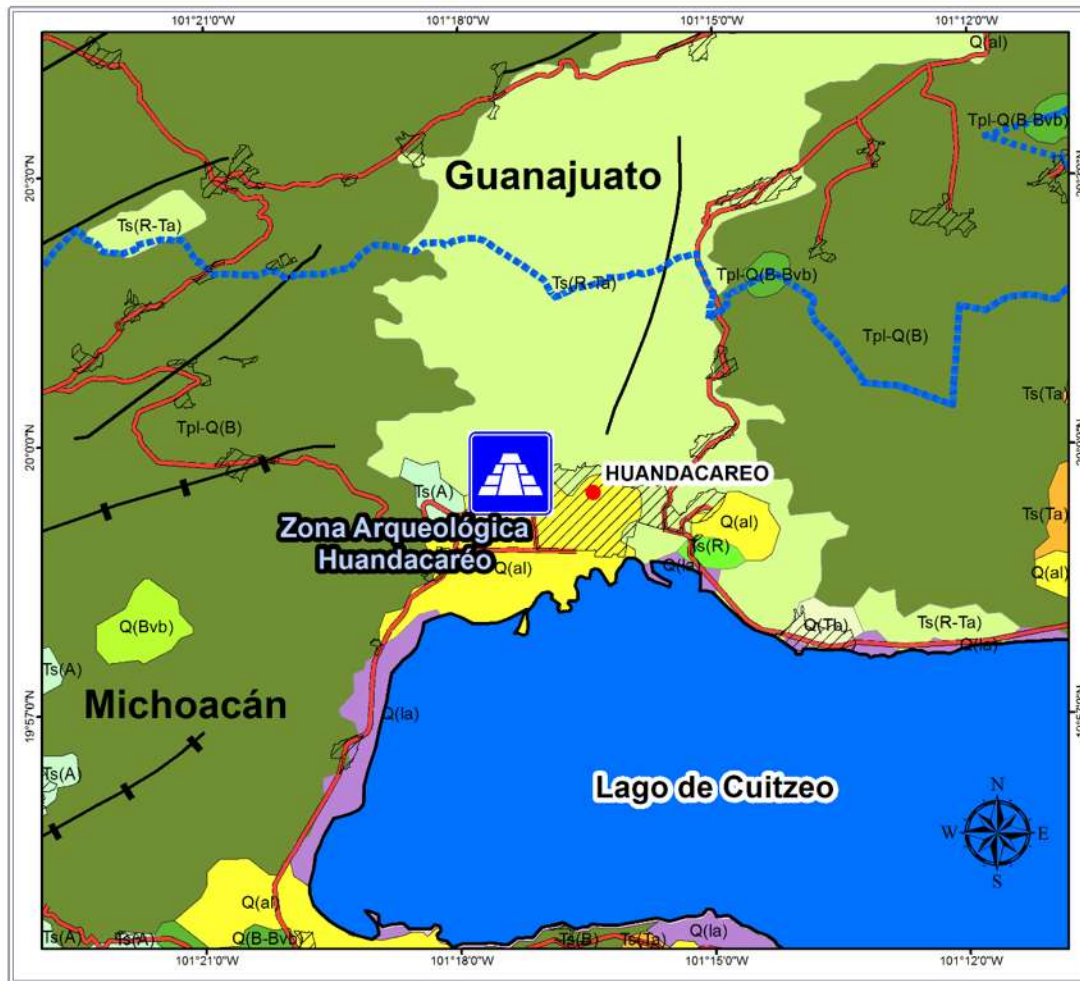 101°21'0"W 101°18'0"W 101°15'0"W 101°12'0"W
Q(al)
Tpl-Q(B-Bvb)
20°3'0"N
Guanajuato
Ts(R-Ta)
Ts(R-Ta)
Tpl-Q(B-Bvb)
Tpl-Q(B)
Ts(Ta)
Tpl-Q(B)
20°0'0"N
HUANDACAREO
Ts(A)
Zona Arqueológica
Huandacaréo
Q(al)
Q(al)
Ts(Ta)
Ts(R)
Q(la)
Q(al)
Q(Bvb)
Ts(R-Ta)
Q(la)
Ts(A)
Michoacán
19°57'0"N
Q(la)
Ts(A)
Lago de Cuitzeo
N
W E
S
Q(al)
Q(la)
Ts(A) Ts(A) Q(B-Bvb) Ts(B) Ts(Ta)
101°21'0"W 101°18'0"W 101°15'0"W 101°12'0"W